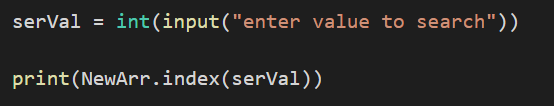 serVal = int(input("enter value to search"))
print(NewArr.index(serVal))